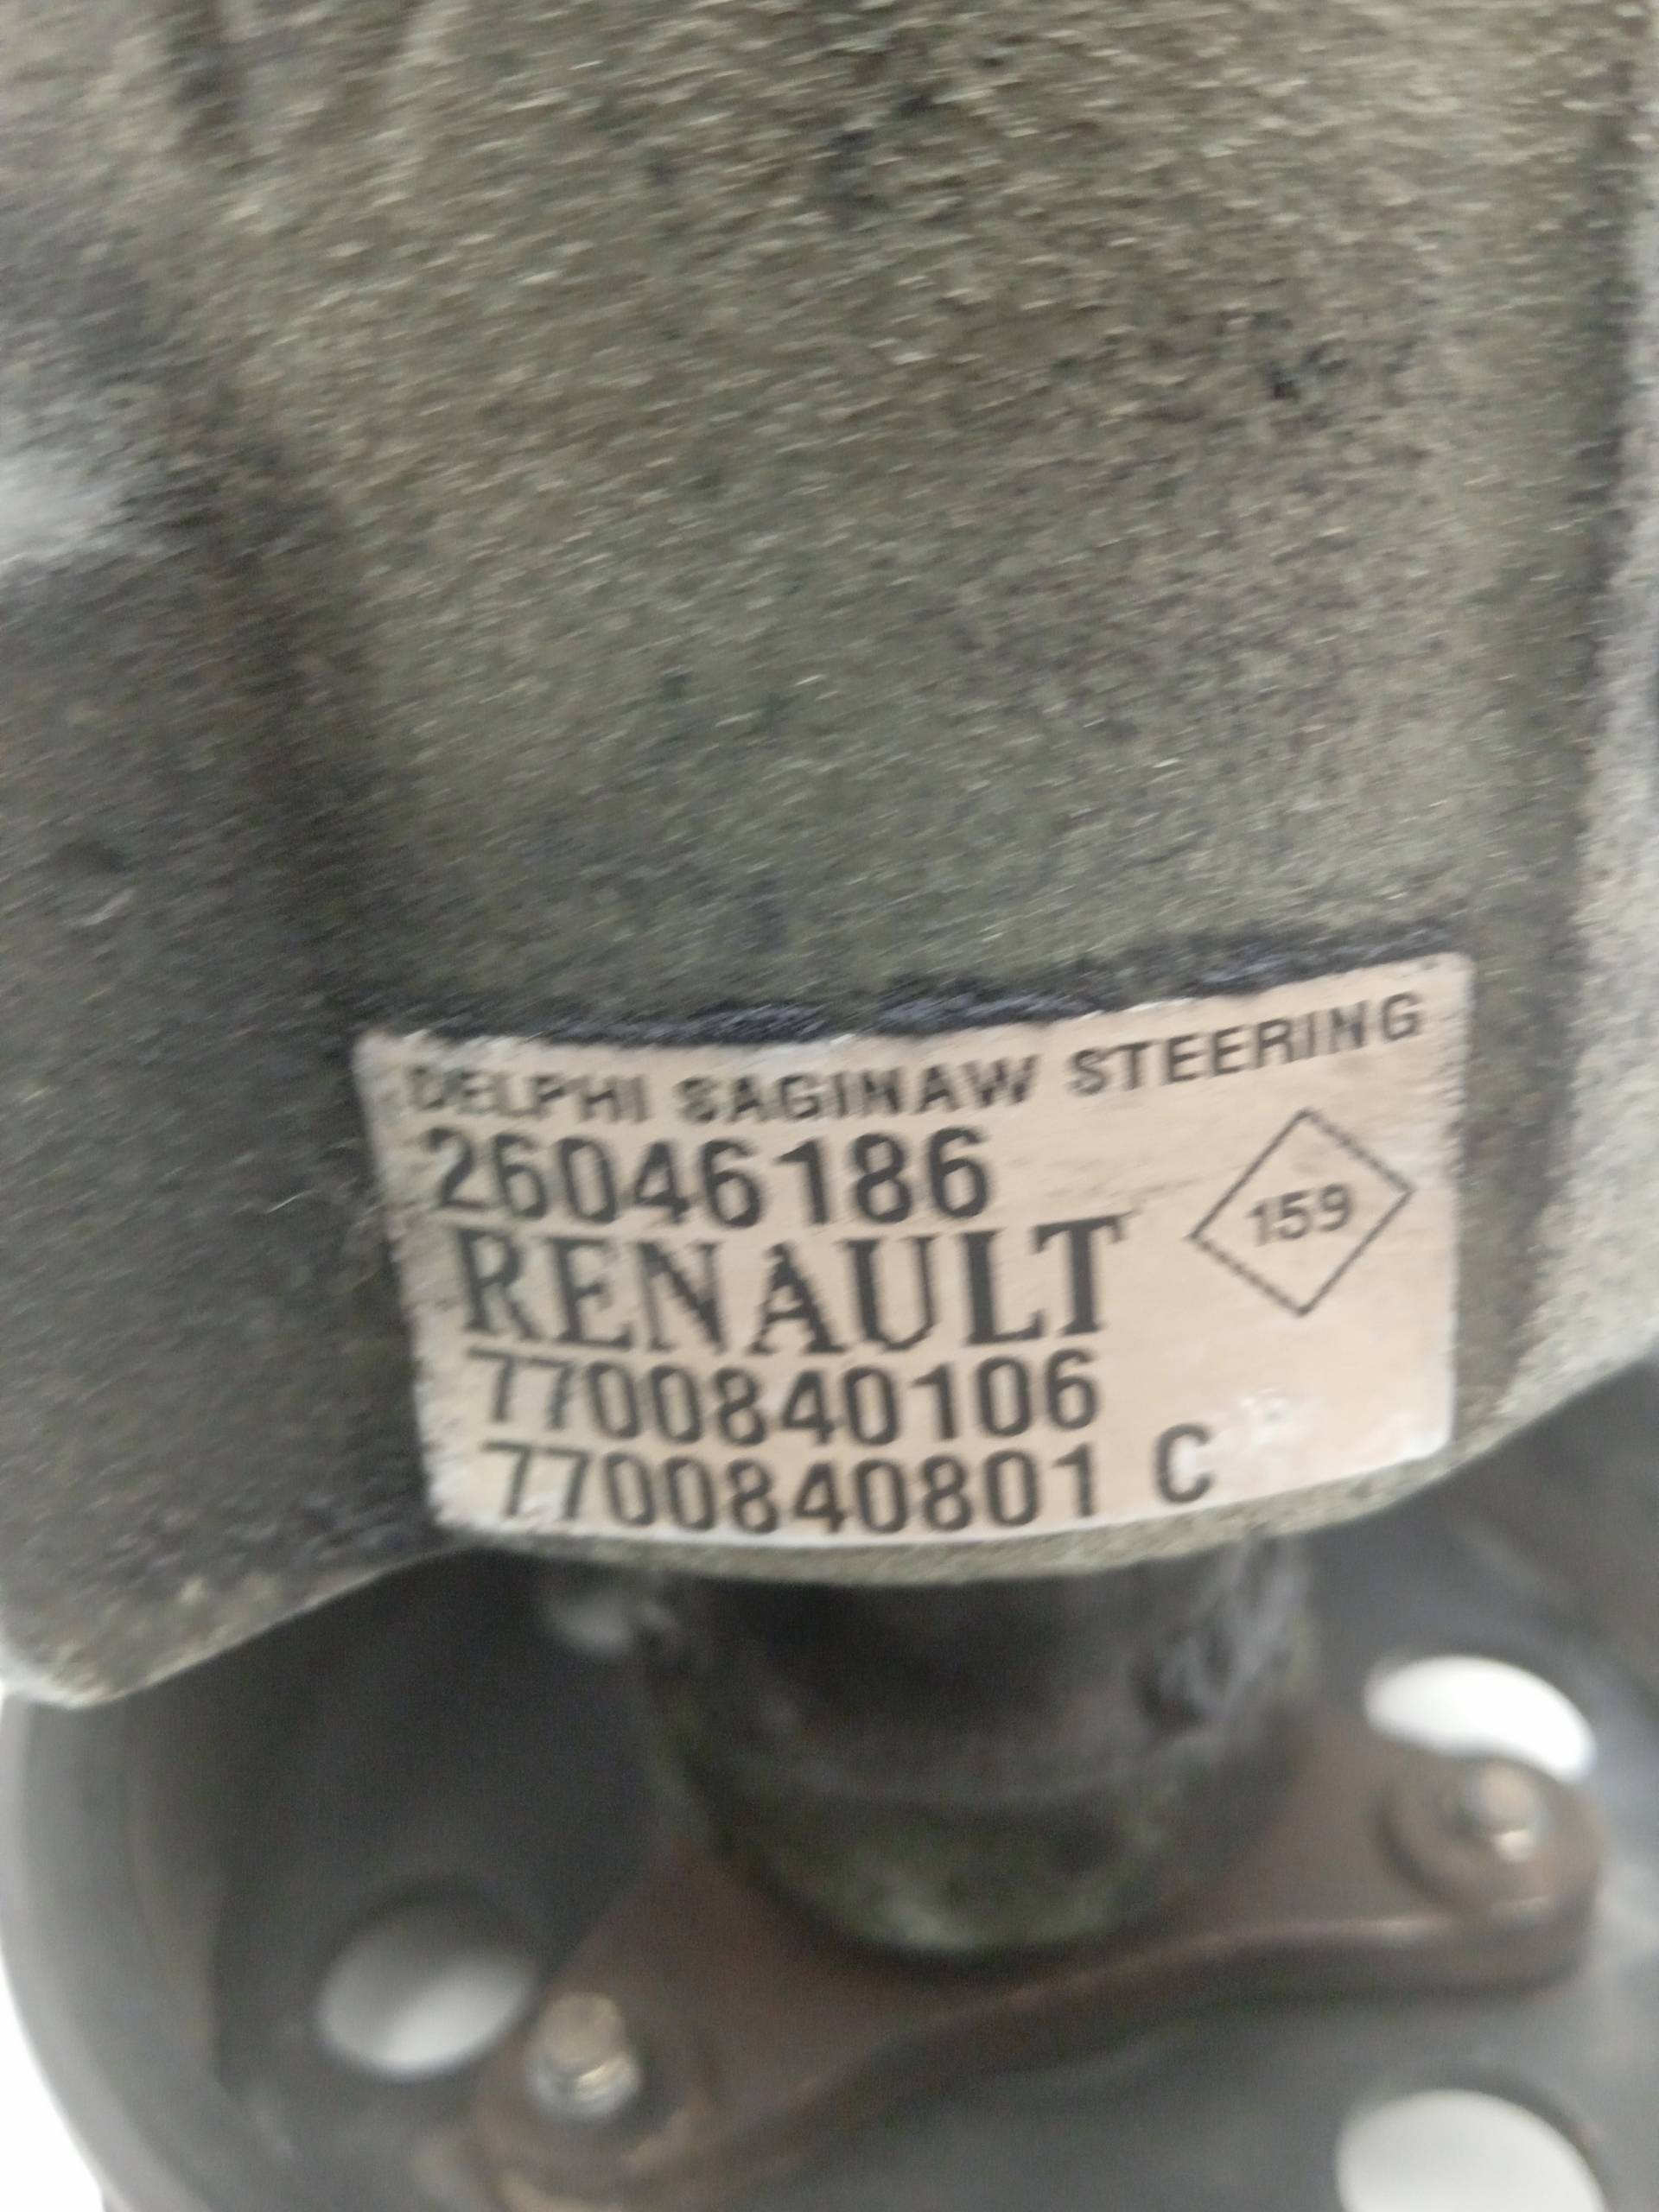 DELPHI SAGINAW STEERING
26046186
159
RENAULT
7700840106
7700840801 C